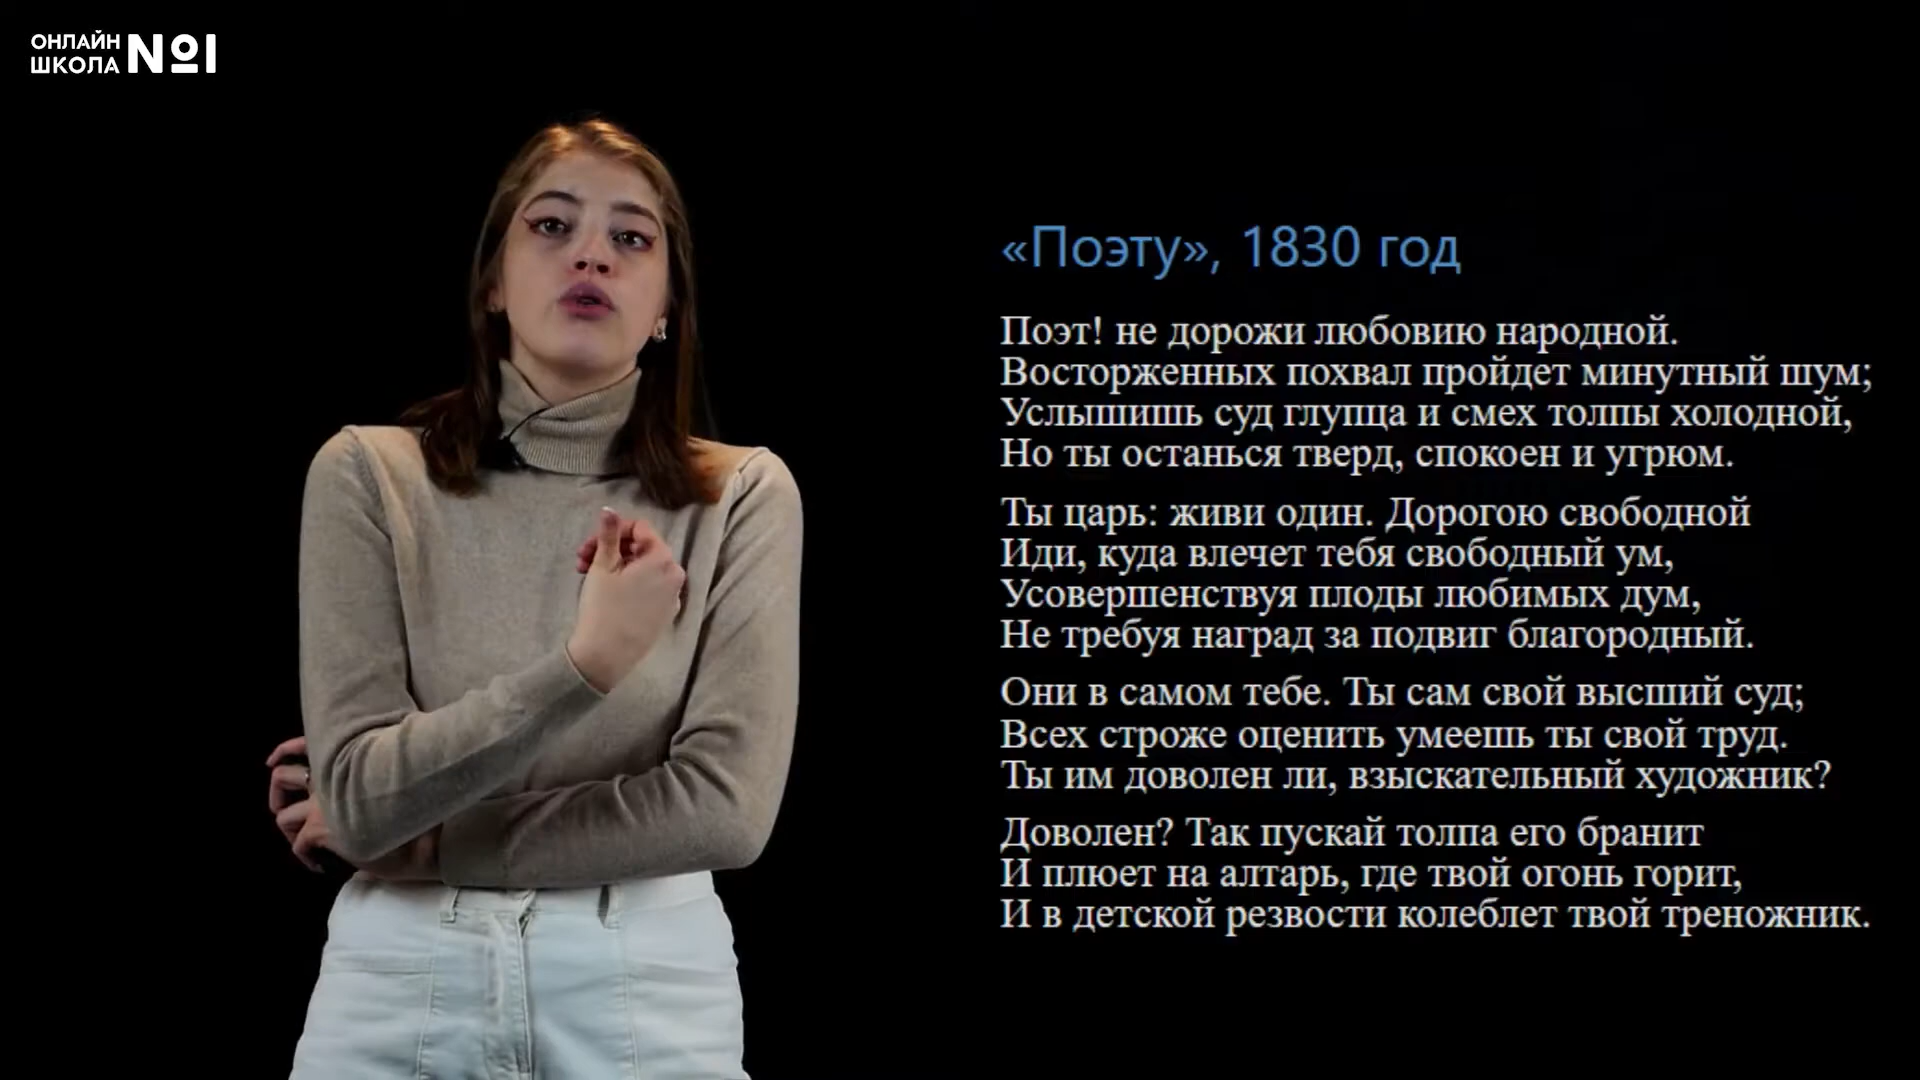 ОНЛАЙН
ШКОЛА №1
«Поэту», 1830 год
Поэт! не дорожи любовию народной.
Восторженных похвал пройдет минутный шум;
Услышишь суд глупца и смех толпы холодной,
Но ты останься тверд, спокоен и угрюм.
Ты царь: живи один. Дорогою свободной
Иди, куда влечет тебя свободный ум,
Усовершенствуя плоды любимых дум,
Не требуя наград за подвиг благородный.
Они в самом тебе. Ты сам свой высший суд;
Всех строже оценить умеешь ты свой труд.
Ты им доволен ли, взыскательный художник?
Доволен? Так пускай толпа его бранит
И плюет на алтарь, где твой огонь горит,
И в детской резвости колеблет твой треножник.